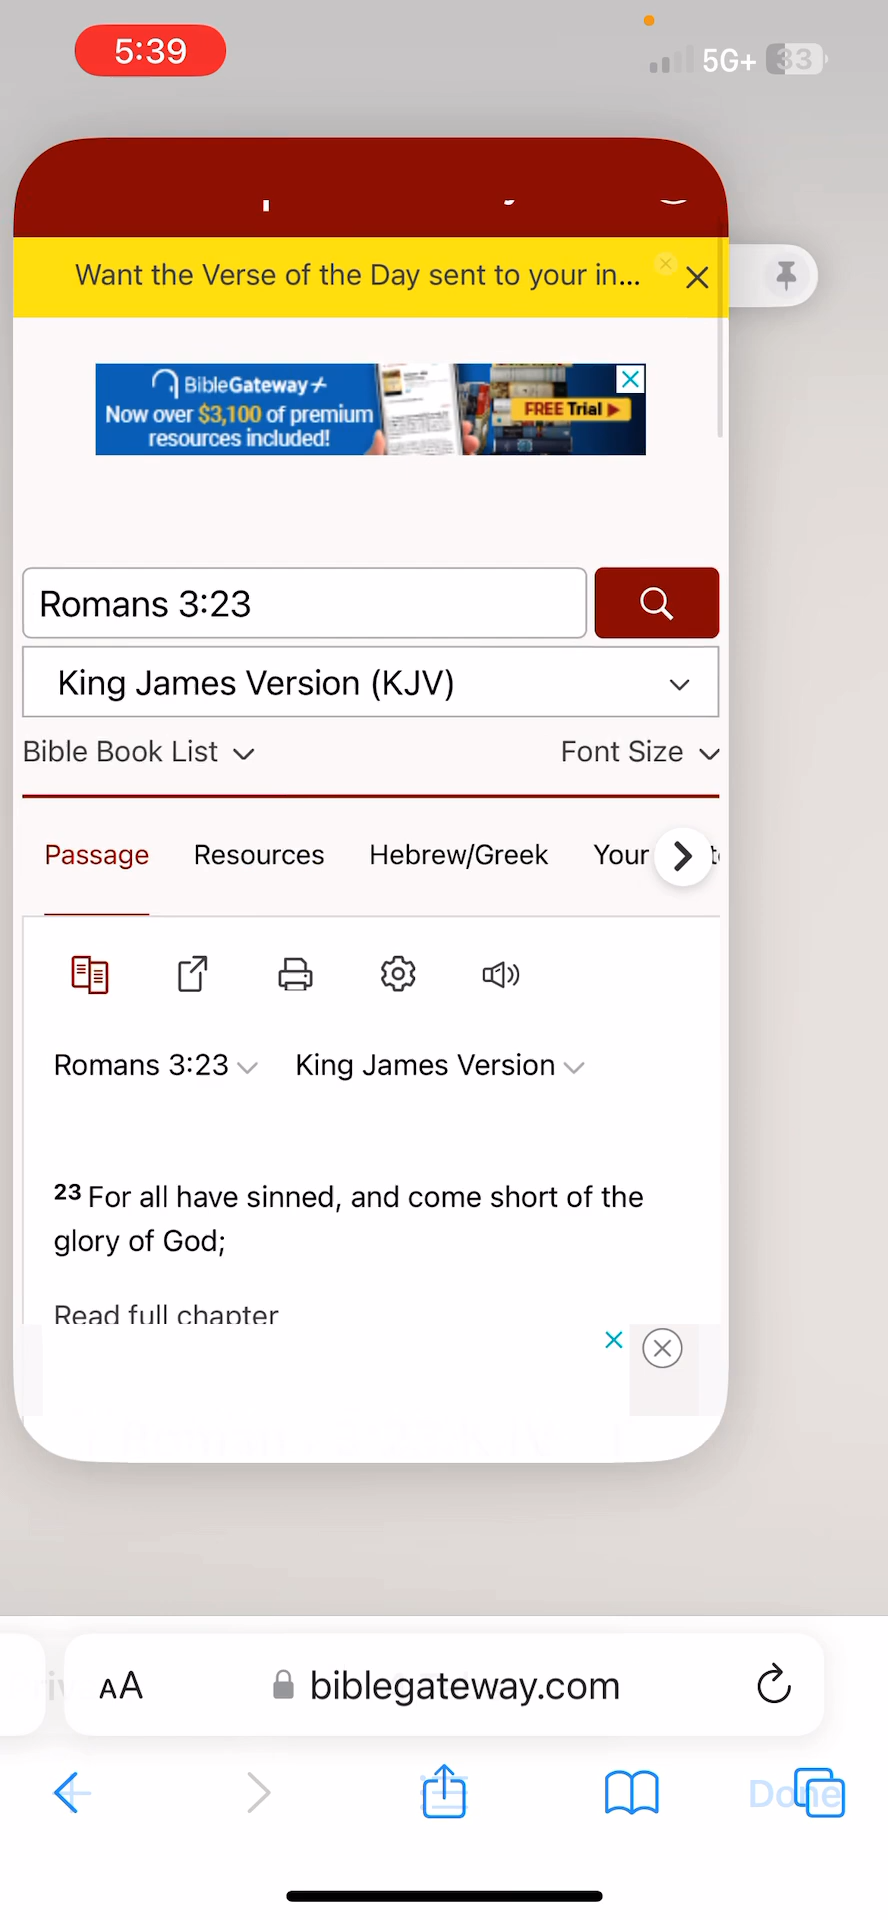 5:39
5G+ 33
Want the Verse of the Day sent to your in...
BibleGateway+
Now over $3,100 of premium
resources included!
FREE Trial
Romans 3:23
King James Version (KJV)
Bible Book List
Font Size
Passage Resources Hebrew/Greek Your
Romans 3:23 King James Version
23 For all have sinned, and come short of the
glory of God;
Read full chapter
AA biblegateway.com
Done